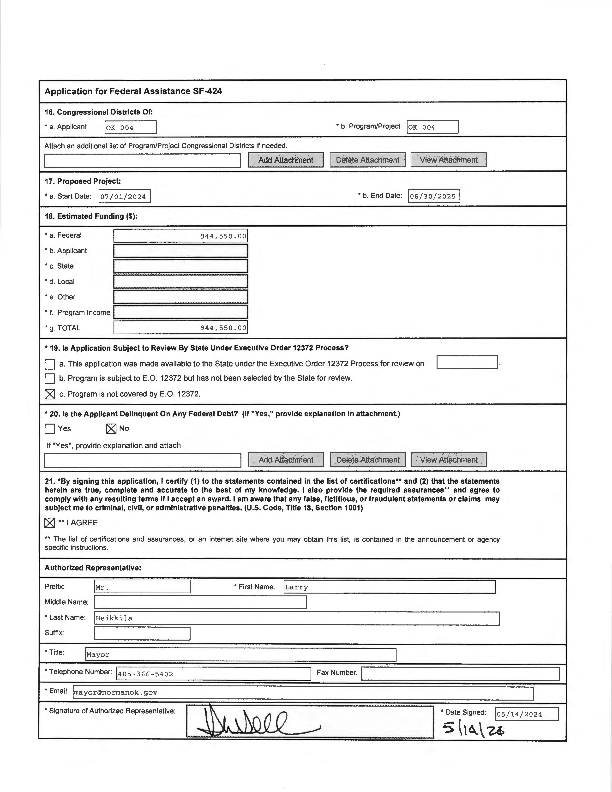 Application for Federal Assistance SF-424
16. Congressional Districts Of:
* a. Applicant OK 004 * b. Program/Project OK 004
Attach an additional list of Program/Project Congressional Districts if needed.
Add Attachment Delete Attachment View Attachment
17. Proposed Project:
* a. Start Date: 07/01/2024 * b. End Date: 06/30/2025
18. Estimated Funding ($):
* a. Federal 944,550.00
* b. Applicant
* c. State
* d. Local
* e. Other
* f. Program Income
* g. TOTAL 944,550.00
* 19. Is Application Subject to Review By State Under Executive Order 12372 Process?
a. This application was made available to the State under the Executive Order 12372 Process for review on .
b. Program is subject to E.O. 12372 but has not been selected by the State for review.
c. Program is not covered by E.O. 12372.
* 20. Is the Applicant Delinquent On Any Federal Debt? (If "Yes," provide explanation in attachment.)
Yes No
If "Yes", provide explanation and attach
Add Attachment Delete Attachment View Attachment
21. *By signing this application, I certify (1) to the statements contained in the list of certifications** and (2) that the statements
herein are true, complete and accurate to the best of my knowledge. I also provide the required assurances** and agree to
comply with any resulting terms if I accept an award. I am aware that any false, fictitious, or fraudulent statements or claims may
subject me to criminal, civil, or administrative penalties. (U.S. Code, Title 18, Section 1001)
** I AGREE
** The list of certifications and assurances, or an internet site where you may obtain this list, is contained in the announcement or agency
specific instructions.
Authorized Representative:
Prefix: Mr. * First Name: Larry
Middle Name:
* Last Name: Heikkila
Suffix:
* Title: Mayor
* Telephone Number: 405-366-5402 Fax Number:
* Email: mayor@normanok.gov
* Signature of Authorized Representative: * Date Signed: 05/14/2024
5/14/24